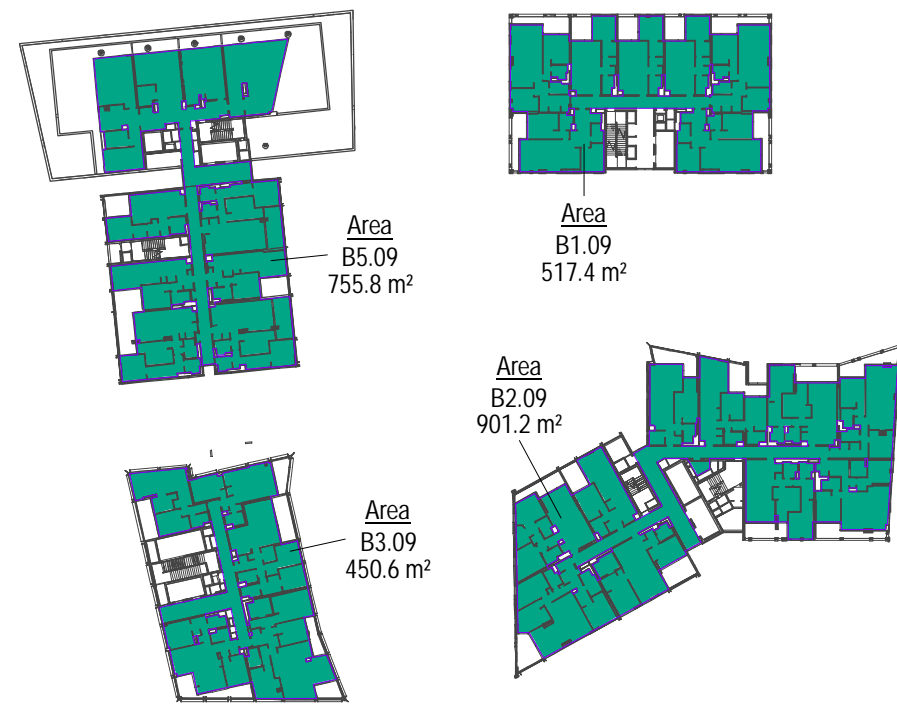 Area
B5.09
755.8 m²
Area
B1.09
517.4 m²
Area
B2.09
901.2 m²
Area
B3.09
450.6 m²